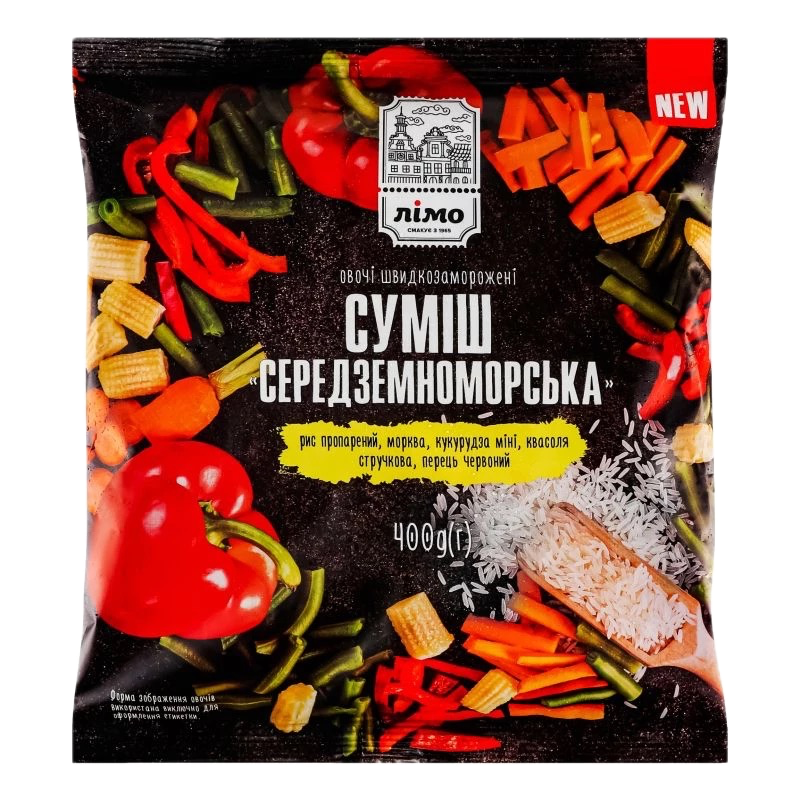 NEW
лімо
СМАКУЄ З 1965
овочі швидкозаморожені
СУМІШ
«СЕРЕДЗЕМНОМОРСЬКА»
рис пропарений, морква, кукурудза міні, квасоля
стручкова, перець червоний
400g(г)
Форма зображення овочів
використана виключно для
оформлення етикетки.